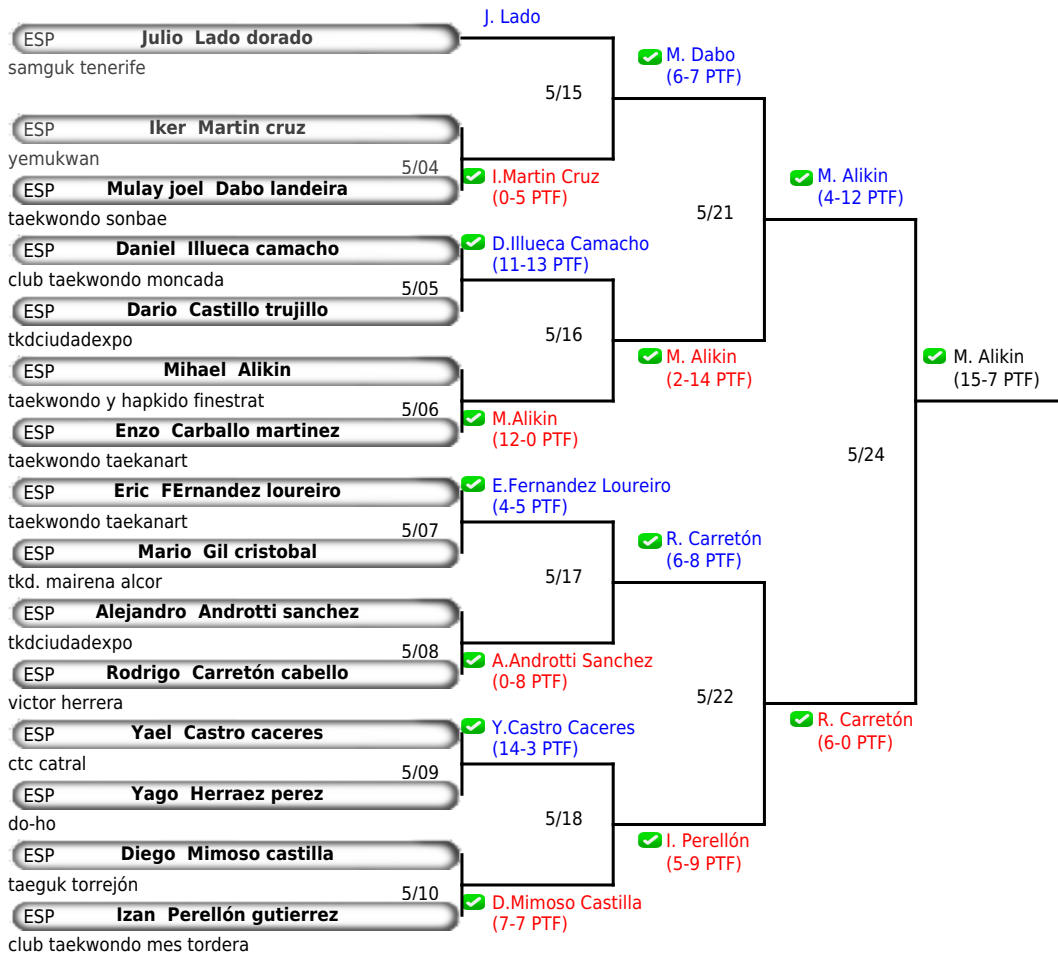 J. Lado
ESP Julio Lado dorado
samguk tenerife
M. Dabo
(6-7 PTF)
5/15
ESP Iker Martin cruz
yemukwan
5/04
I.Martin Cruz
(0-5 PTF)
ESP Mulay joel Dabo landeira
taekwondo sonbae
M. Alikin
(4-12 PTF)
5/21
ESP Daniel Illueca camacho
D.Illueca Camacho
(11-13 PTF)
club taekwondo moncada
5/05
ESP Dario Castillo trujillo
tkdciudadexpo
5/16
M. Alikin
(2-14 PTF)
M. Alikin
(15-7 PTF)
ESP Mihael Alikin
taekwondo y hapkido finestrat
5/06
M.Alikin
(12-0 PTF)
ESP Enzo Carballo martinez
taekwondo taekanart
5/24
ESP Eric FErnandez loureiro
E.Fernandez Loureiro
(4-5 PTF)
taekwondo taekanart
5/07
ESP Mario Gil cristobal
tkd. mairena alcor
R. Carretón
(6-8 PTF)
5/17
ESP Alejandro Androtti sanchez
tkdciudadexpo
5/08
A.Androtti Sanchez
(0-8 PTF)
ESP Rodrigo Carretón cabello
victor herrera
5/22
R. Carretón
(6-0 PTF)
ESP Yael Castro caceres
Y.Castro Caceres
(14-3 PTF)
ctc catral
5/09
ESP Yago Herraez perez
do-ho
5/18
I. Perellón
(5-9 PTF)
ESP Diego Mimoso castilla
taeguk torrejón
5/10
D.Mimoso Castilla
(7-7 PTF)
ESP Izan Perellón gutierrez
club taekwondo mes tordera